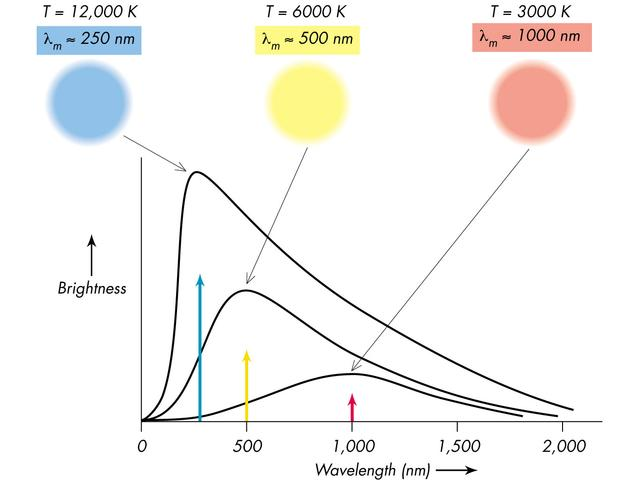 T = 12,000 K
λm ≈ 250 nm
T = 6000 K
λm ≈ 500 nm
T = 3000 K
λm ≈ 1000 nm
Brightness
0
500
1,000
1,500
2,000
Wavelength (nm)